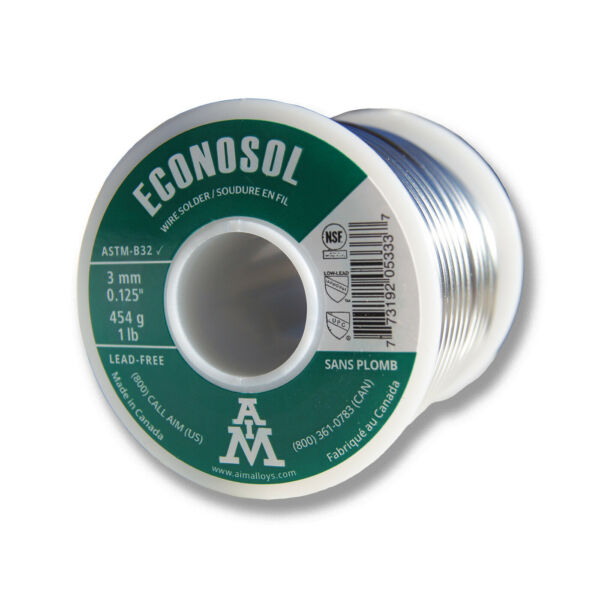 ECONOSOL
WIRE SOLDER / SOUDURE EN FIL
ASTM-B32 ✓
3 mm
0.125"
454 g
1 lb
LEAD-FREE
SANS PLOMB
Made in Canada
(800) CALL AIM (US)
(800) 361-0783 (CAN)
Fabriqué au Canada
AIM
www.aimalloys.com
NSF
LOW-LEAD
UPC
7 73192 05333 7